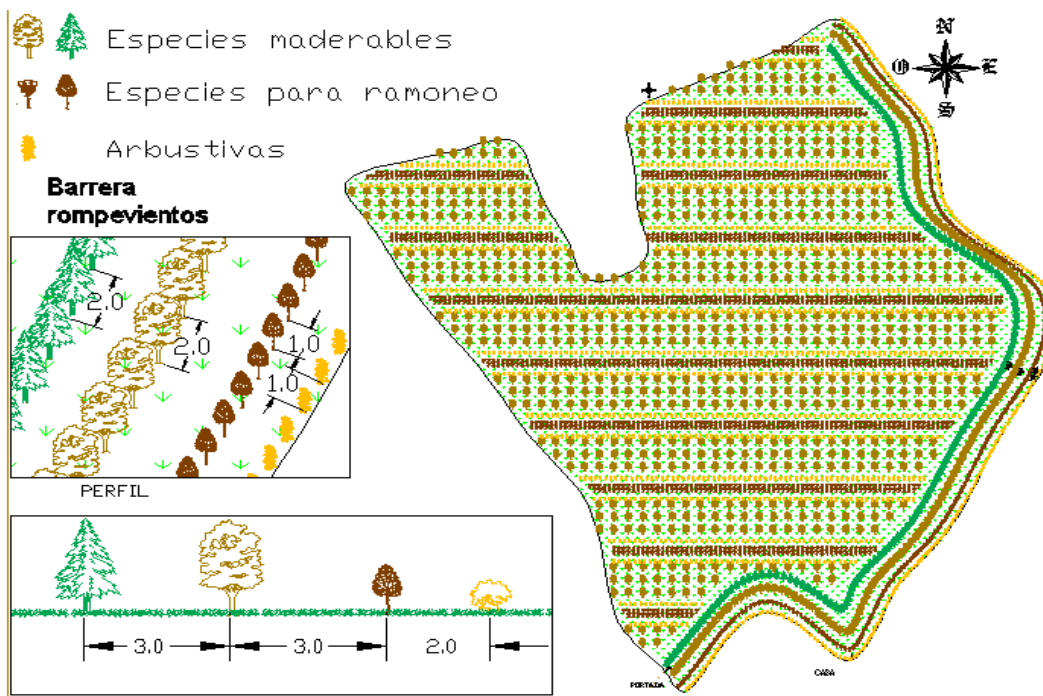 Especies maderables
Especies para ramoneo
Arbustivas
Barrera
rompevientos
2.0
2.0
1.0
1.0
PERFIL
3.0
3.0
2.0
N
O
E
S
PORTADA
CASA